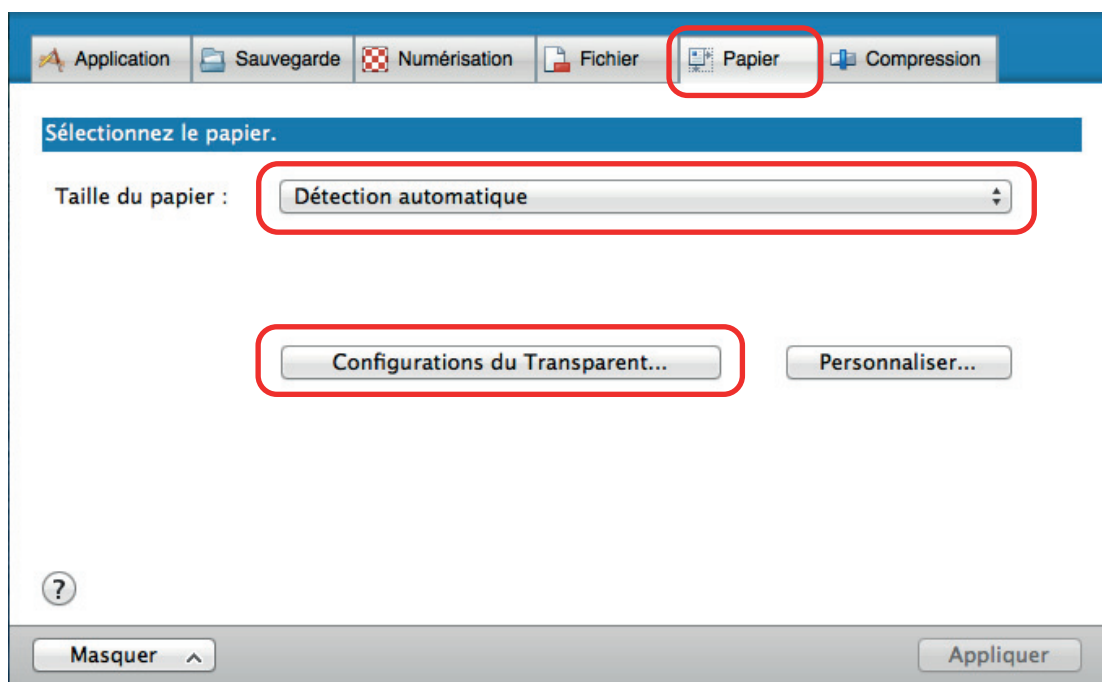 Application Sauvegarde Numérisation Fichier Papier Compression
Sélectionnez le papier.
Taille du papier : Détection automatique
Configurations du Transparent... Personnaliser...
?
Masquer Appliquer